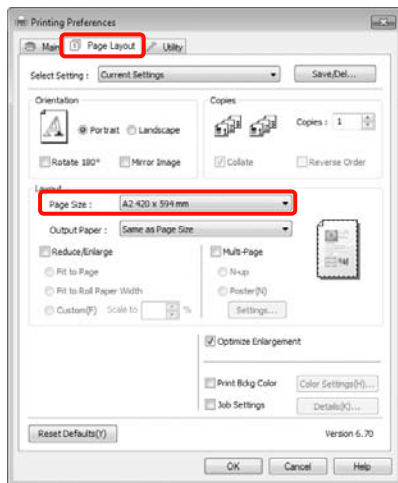 Printing Preferences
Main Page Layout Utility
Select Setting : Current Settings Save/Del...
Orientation
Portrait Landscape
Rotate 180° Mirror Image
Copies
Copies : 1
Collate Reverse Order
Layout
Page Size : A2 420 x 594 mm
Output Paper : Same as Page Size
Reduce/Enlarge
Fit to Page
Fit to Roll Paper Width
Custom(F) Scale to %
Multi-Page
N-up
Poster(N)
Settings...
Optimize Enlargement
Print Bckg Color Color Settings(H)...
Job Settings Details(K)...
Reset Defaults(Y) Version 6.70
OK Cancel Help